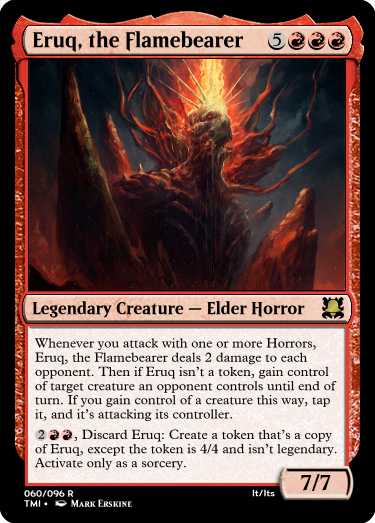 Eruq, the Flamebearer 5
Legendary Creature — Elder Horror
Whenever you attack with one or more Horrors,
Eruq, the Flamebearer deals 2 damage to each
opponent. Then if Eruq isn't a token, gain control
of target creature an opponent controls until end of
turn. If you gain control of a creature this way, tap
it, and it's attacking its controller.
2, Discard Eruq: Create a token that's a copy
of Eruq, except the token is 4/4 and isn't legendary.
Activate only as a sorcery.
7/7
060/096 R It/Its
TMI • Mark Erskine